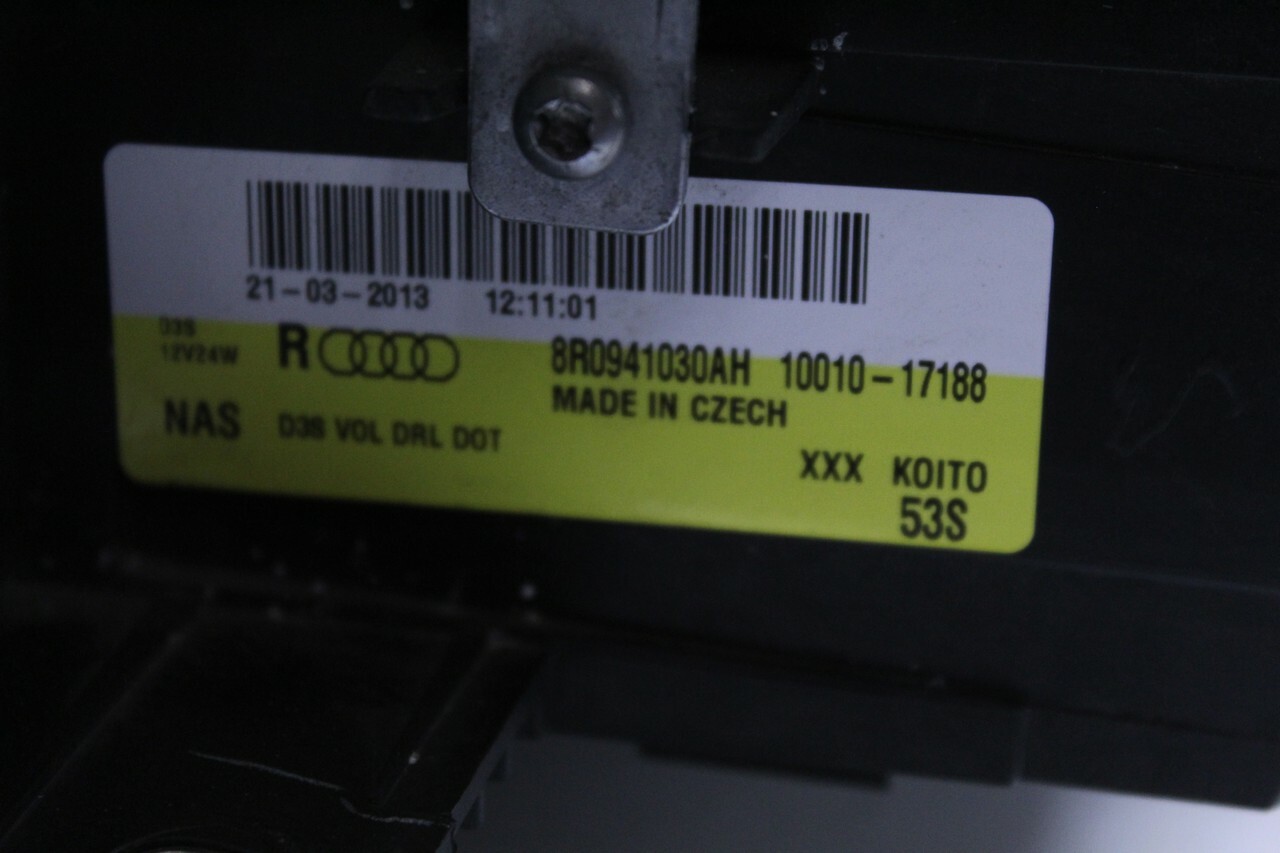 21-03-2013 12:11:01
D3S
12V24W
R 8R0941030AH 10010-17188
MADE IN CZECH
NAS D3S VOL DRL DOT
XXX KOITO
53S